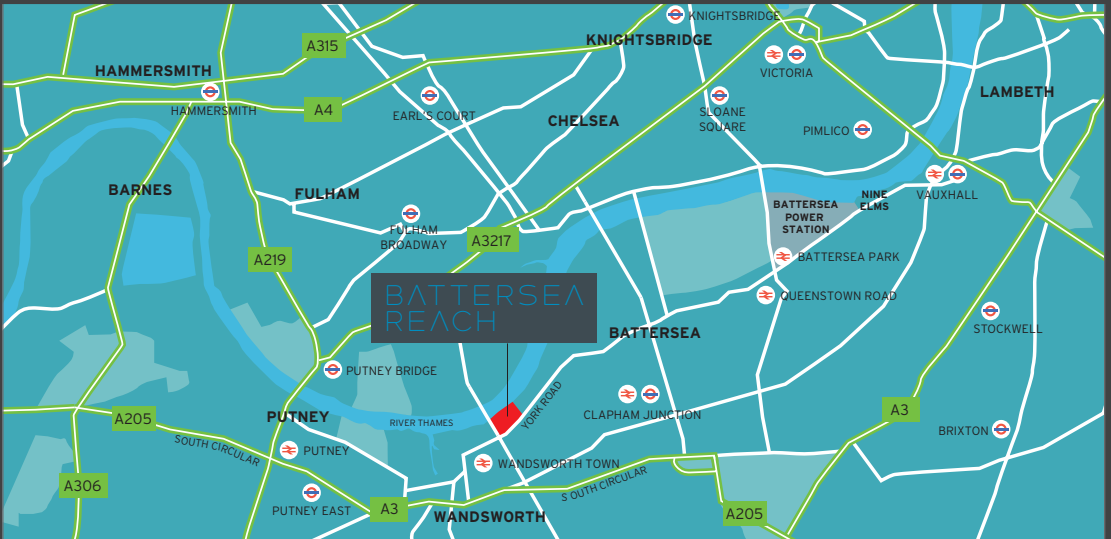 KNIGHTSBRIDGE
KNIGHTSBRIDGE
A315
HAMMERSMITH
VICTORIA
HAMMERSMITH
A4
EARL'S COURT
CHELSEA
SLOANE
SQUARE
PIMLICO
LAMBETH
BARNES
FULHAM
FULHAM
BROADWAY
A3217
A219
BATTERSEA
POWER
STATION
NINE
ELMS
VAUXHALL
BATTERSEA PARK
QUEENSTOWN ROAD
BATTERSEA
REACH
BATTERSEA
STOCKWELL
PUTNEY BRIDGE
YORK ROAD
CLAPHAM JUNCTION
A3
BRIXTON
A205
PUTNEY
RIVER THAMES
SOUTH CIRCULAR
PUTNEY
WANDSWORTH TOWN
SOUTH CIRCULAR
A306
PUTNEY EAST
A3
WANDSWORTH
A205